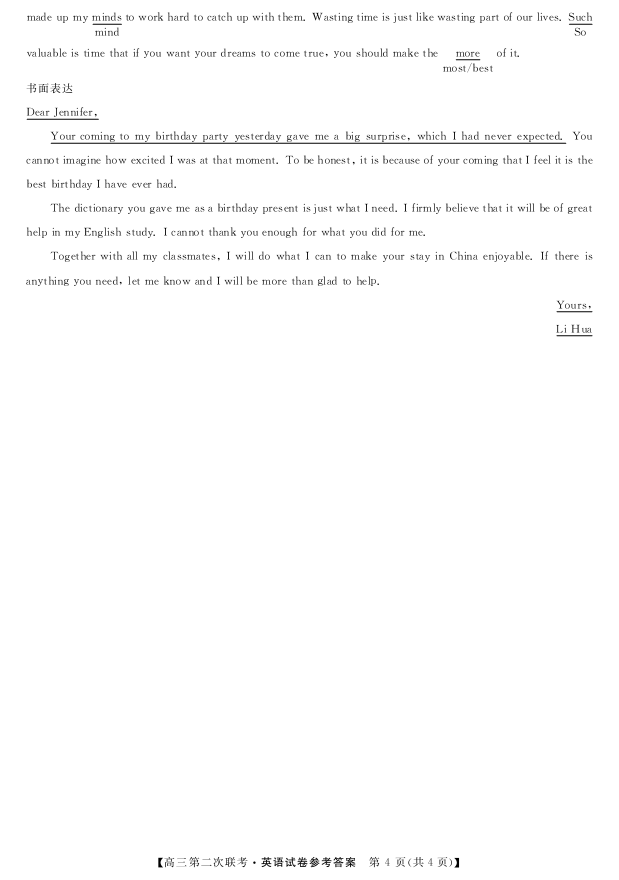 made up my minds to work hard to catch up with them. Wasting time is just like wasting part of our lives. Such
mind So
valuable is time that if you want your dreams to come true, you should make the more of it.
most/best
书面表达
Dear Jennifer,
Your coming to my birthday party yesterday gave me a big surprise, which I had never expected. You
cannot imagine how excited I was at that moment. To be honest, it is because of your coming that I feel it is the
best birthday I have ever had.
The dictionary you gave me as a birthday present is just what I need. I firmly believe that it will be of great
help in my English study. I cannot thank you enough for what you did for me.
Together with all my classmates, I will do what I can to make your stay in China enjoyable. If there is
anything you need, let me know and I will be more than glad to help.
Yours,
Li Hua
【高三第二次联考·英语试卷参考答案 第 4 页(共 4 页)】